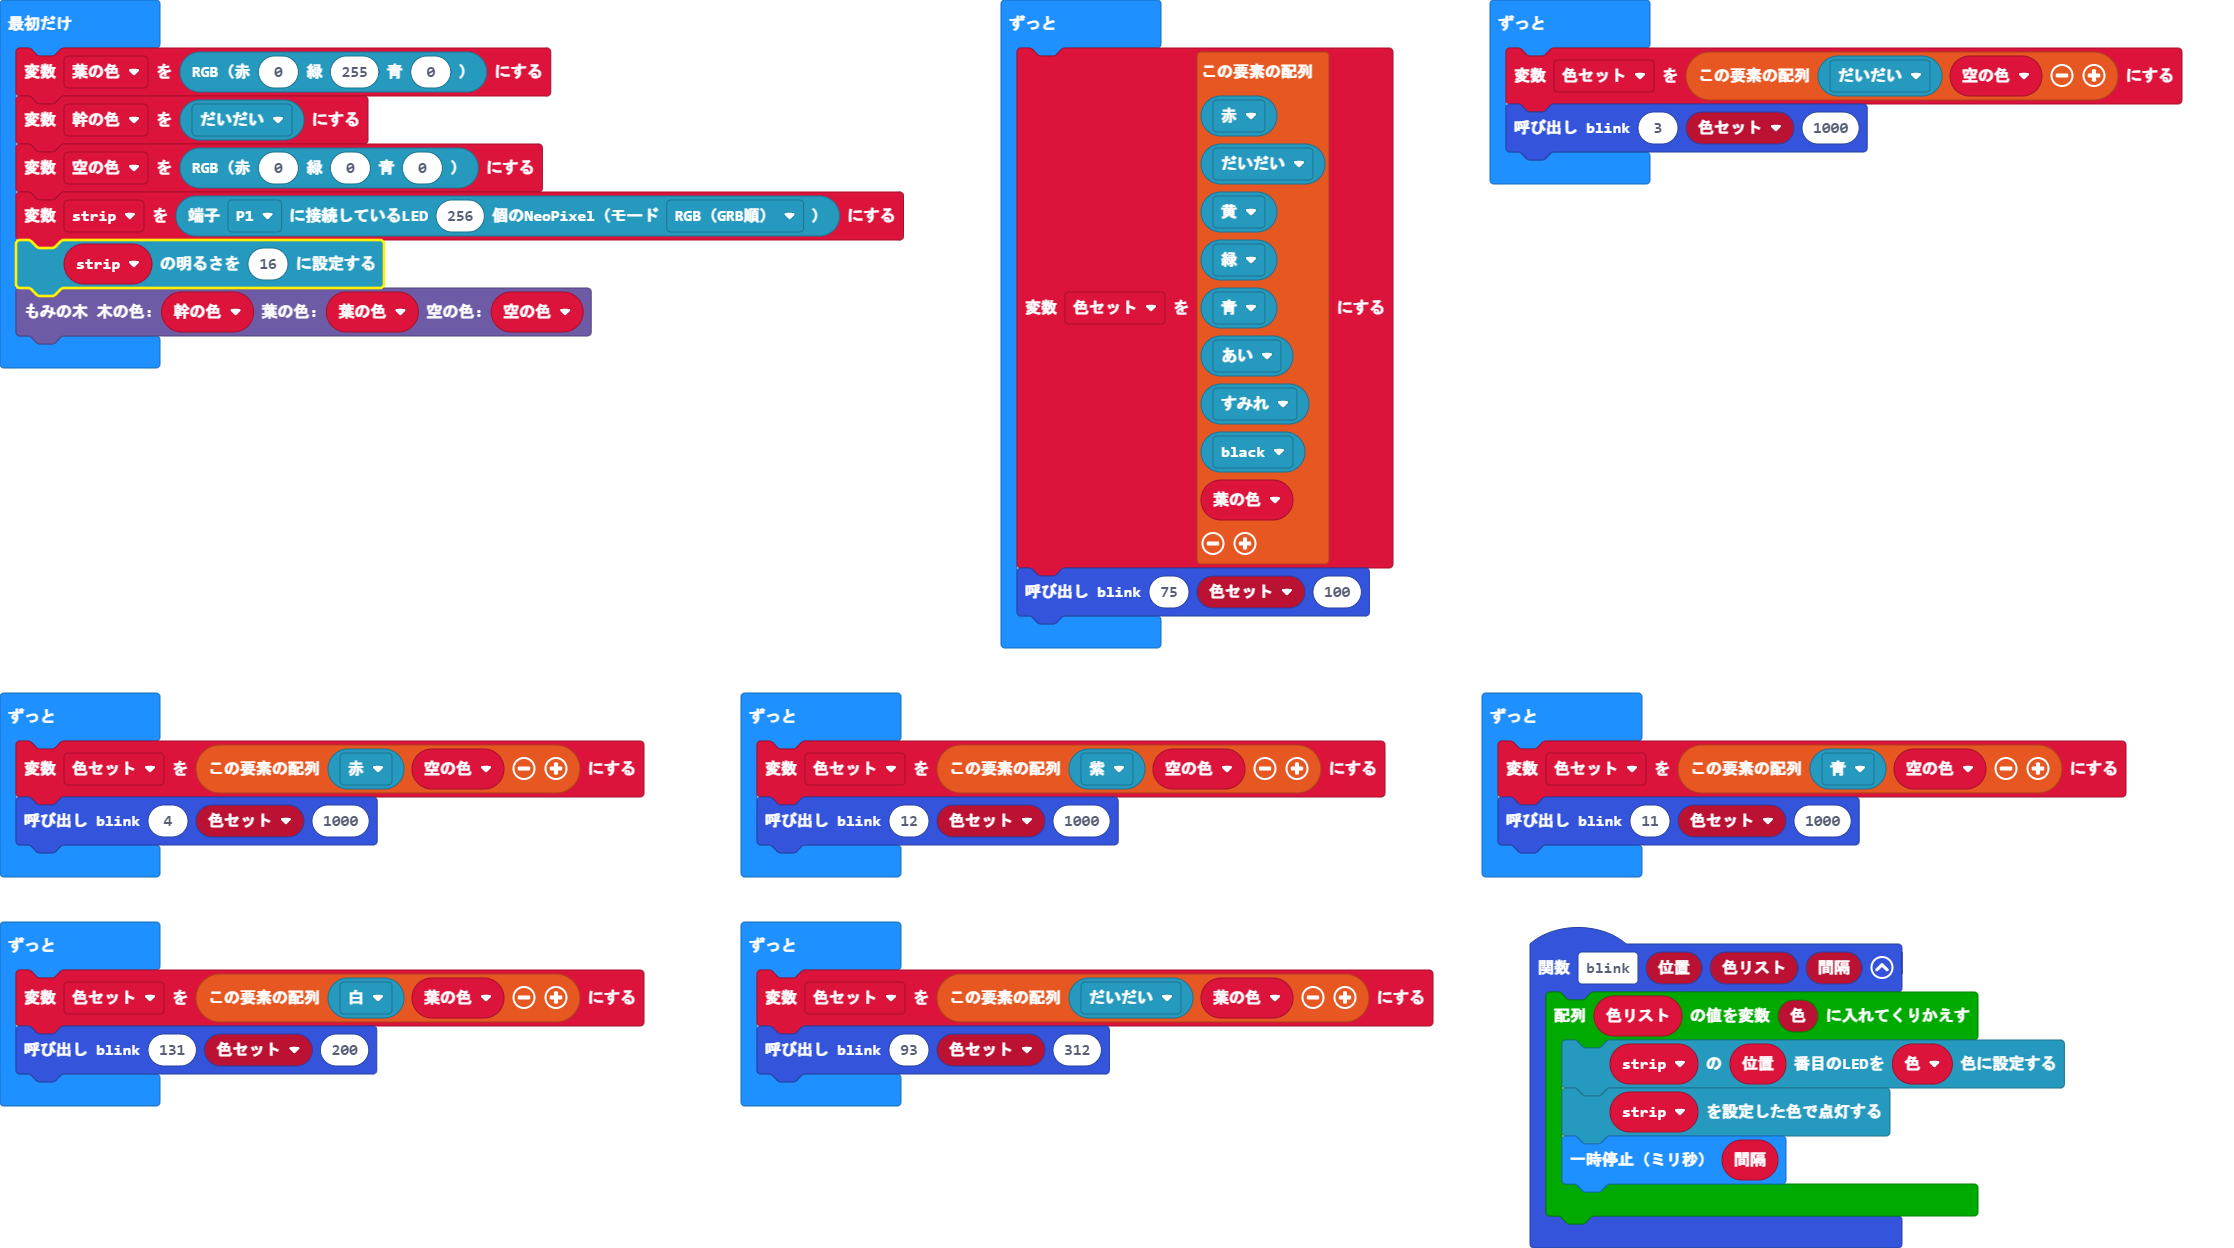 最初だけ
変数 葉の色 を RGB（赤 0 緑 255 青 0 ） にする
変数 幹の色 を だいだい にする
変数 空の色 を RGB（赤 0 緑 0 青 0 ） にする
変数 strip を 端子 P1 に接続しているLED 256 個のNeoPixel（モード RGB（GRB順） ） にする
strip の明るさを 16 に設定する
もみの木 木の色: 幹の色 葉の色: 葉の色 空の色: 空の色
ずっと
変数 色セット を この要素の配列 にする
赤
だいだい
黄
緑
青
あい
すみれ
black
葉の色
呼び出し blink 75 色セット 100
ずっと
変数 色セット を この要素の配列 だいだい 空の色 にする
呼び出し blink 3 色セット 1000
ずっと
変数 色セット を この要素の配列 赤 空の色 にする
呼び出し blink 4 色セット 1000
ずっと
変数 色セット を この要素の配列 紫 空の色 にする
呼び出し blink 12 色セット 1000
ずっと
変数 色セット を この要素の配列 青 空の色 にする
呼び出し blink 11 色セット 1000
ずっと
変数 色セット を この要素の配列 白 葉の色 にする
呼び出し blink 131 色セット 200
ずっと
変数 色セット を この要素の配列 だいだい 葉の色 にする
呼び出し blink 93 色セット 312
関数 blink 位置 色リスト 間隔
配列 色リスト の値を変数 色 に入れてくりかえす
strip の 位置 番目のLEDを 色 色に設定する
strip を設定した色で点灯する
一時停止（ミリ秒） 間隔